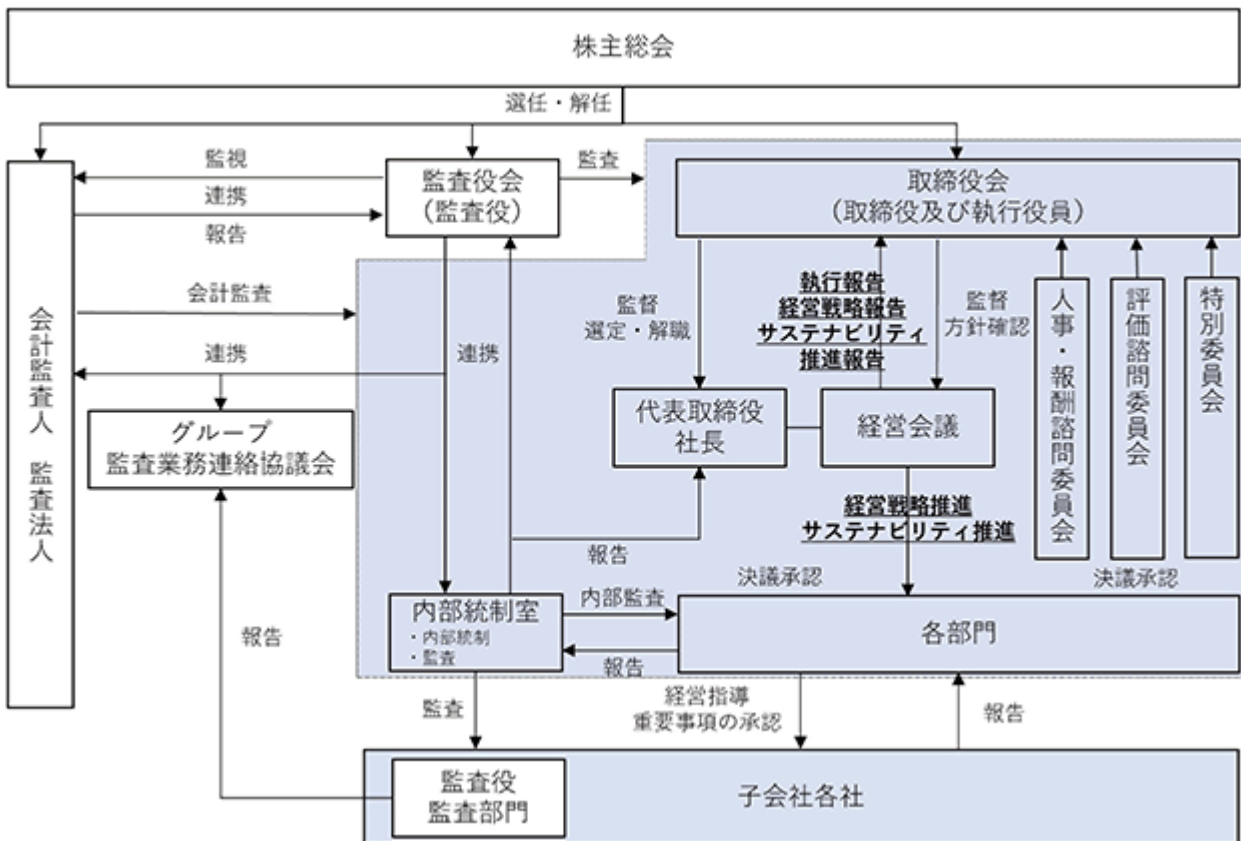 株主総会
選任・解任
監視
連携
報告
監査役会
(監査役)
監査
取締役会
(取締役及び執行役員)
会計監査人 監査法人
会計監査
連携
グループ
監査業務連絡協議会
連携
監督
選定・解職
執行報告
経営戦略報告
サステナビリティ
推進報告
監督
方針確認
人事・報酬諮問委員会
評価諮問委員会
特別委員会
代表取締役
社長
経営会議
経営戦略推進
サステナビリティ推進
報告
決議承認
決議承認
内部統制室
・内部統制
・監査
内部監査
報告
各部門
報告
監査
経営指導
重要事項の承認
報告
監査役
監査部門
子会社各社